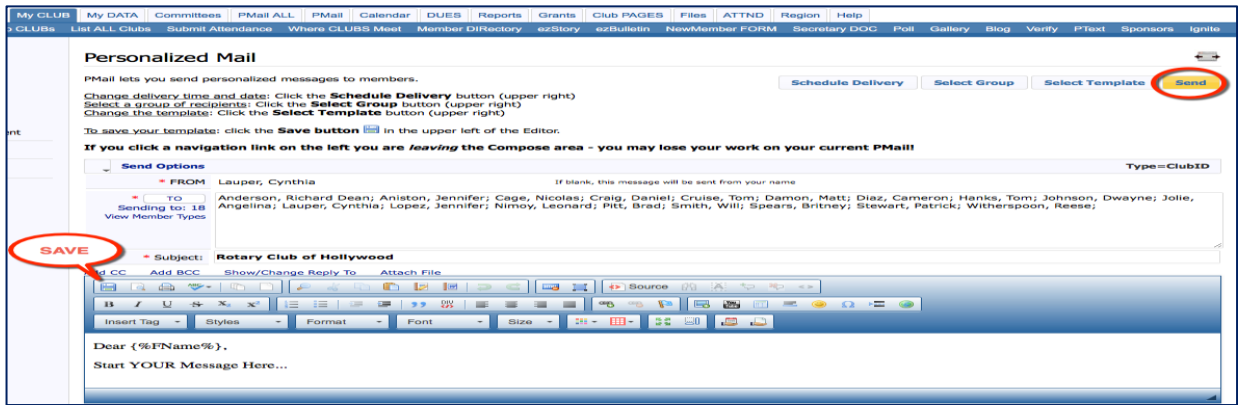 My CLUB My DATA Committees PMail ALL PMail Calendar DUES Reports Grants Club PAGES Files ATTND Region Help
CLUBs List ALL Clubs Submit Attendance Where CLUBS Meet Member DIRectory ezStory ezBulletin NewMember FORM Secretary DOC Poll Gallery Blog Verify PText Sponsors Ignite
Personalized Mail
PMail lets you send personalized messages to members.
Schedule Delivery Select Group Select Template Send
Change delivery time and date: Click the Schedule Delivery button (upper right)
Select a group of recipients: Click the Select Group button (upper right)
Change the template: Click the Select Template button (upper right)
nt To save your template: click the Save button in the upper left of the Editor.
If you click a navigation link on the left you are leaving the Compose area - you may lose your work on your current PMail!
Send Options Type=ClubID
* FROM Lauper, Cynthia If blank, this message will be sent from your name
* TO Anderson, Richard Dean; Aniston, Jennifer; Cage, Nicolas; Craig, Daniel; Cruise, Tom; Damon, Matt; Diaz, Cameron; Hanks, Tom; Johnson, Dwayne; Jolie,
Sending to: 18 Angelina; Lauper, Cynthia; Lopez, Jennifer; Nimoy, Leonard; Pitt, Brad; Smith, Will; Spears, Britney; Stewart, Patrick; Witherspoon, Reese;
View Member Types
SAVE
* Subject: Rotary Club of Hollywood
Add CC Add BCC Show/Change Reply To Attach File
Source
B I U S X₂ X² DIV
Insert Tag Styles Format Font Size
Dear {%FName%},
Start YOUR Message Here...